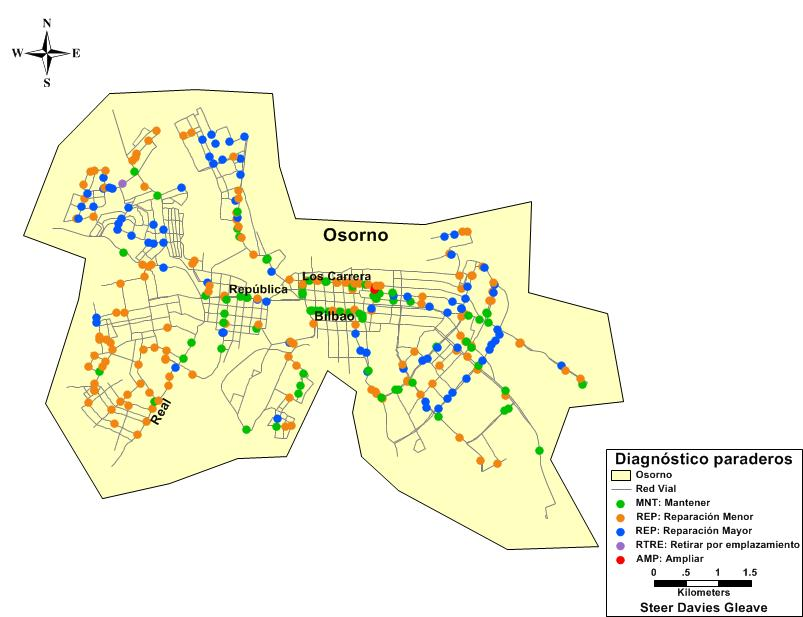 N
W E
S
Osorno
Los Carrera
República
Bilbao
Real
Diagnóstico paraderos
Osorno
Red Vial
MNT: Mantener
REP: Reparación Menor
REP: Reparación Mayor
RTRE: Retirar por emplazamiento
AMP: Ampliar
0 .5 1 1.5
Kilometers
Steer Davies Gleave